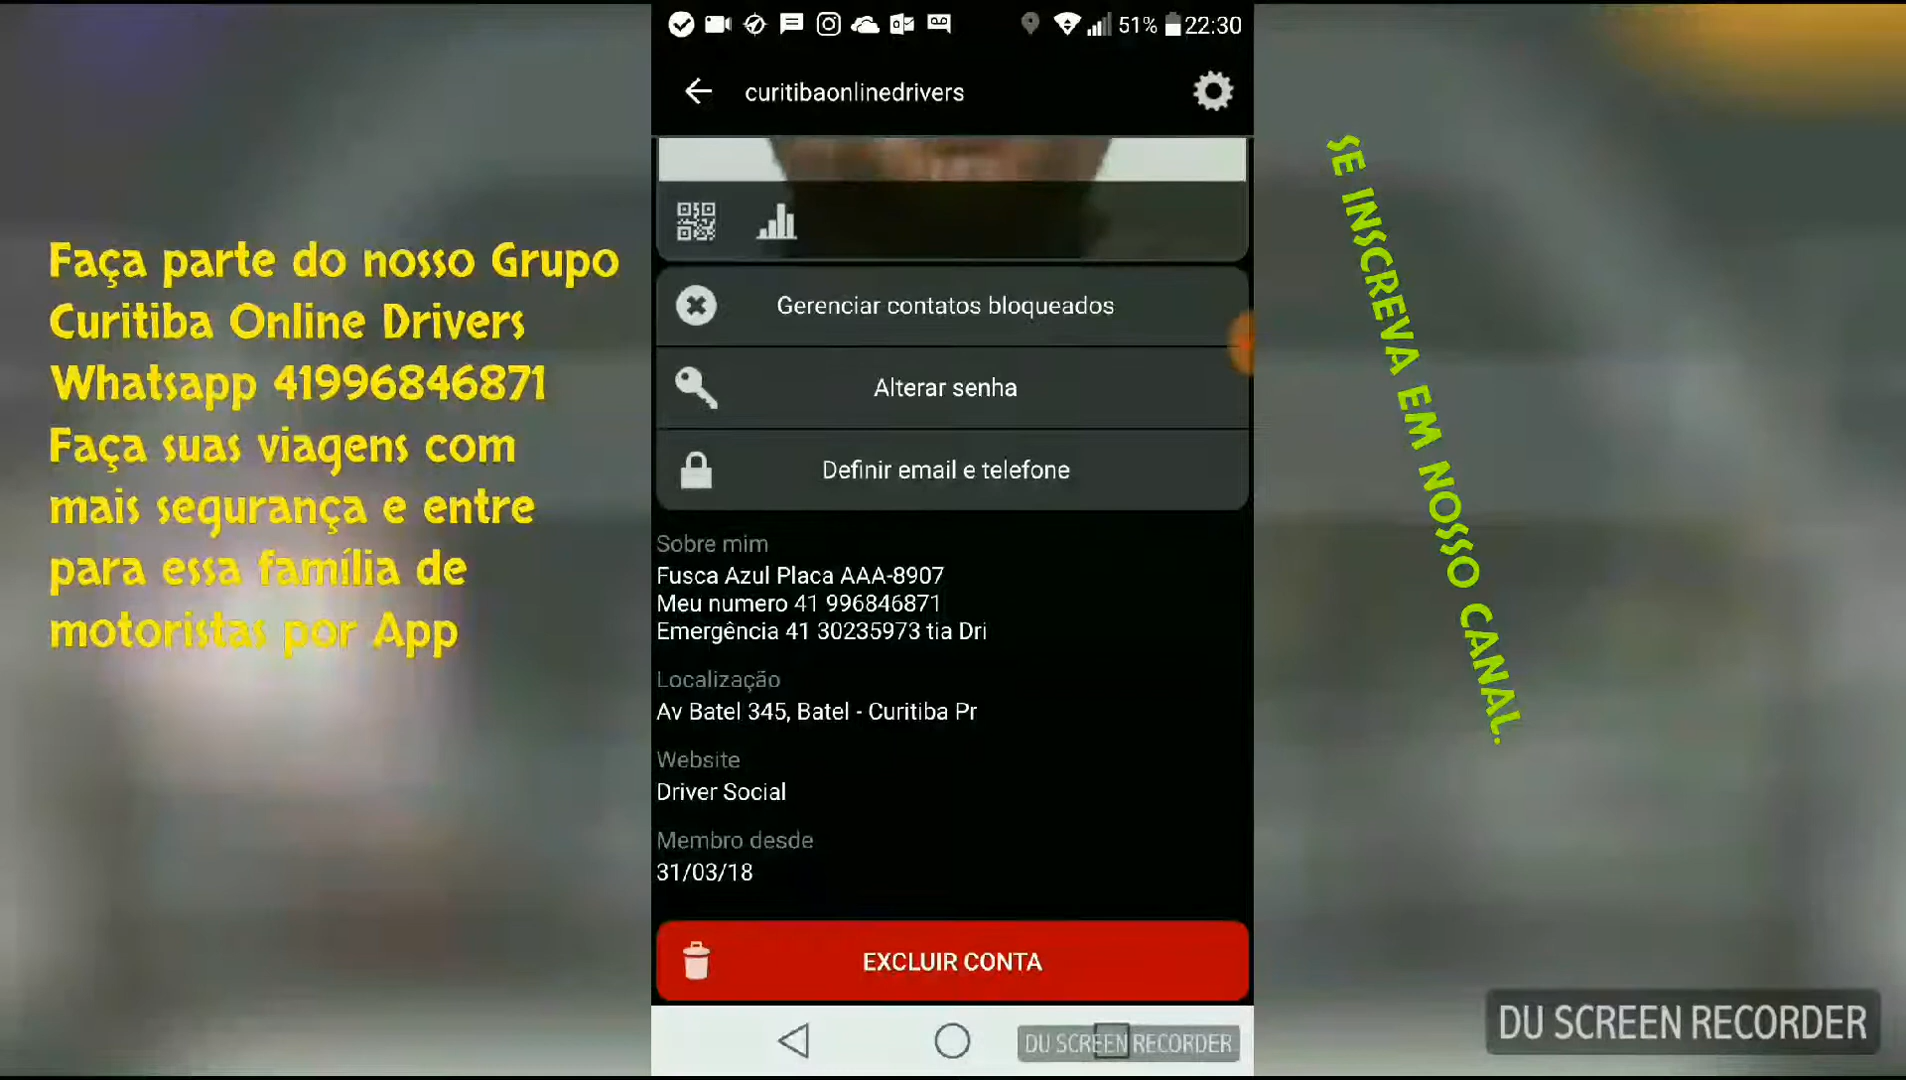 51% 22:30
curitibaonlinedrivers
Faça parte do nosso Grupo
Curitiba Online Drivers
Whatsapp 41996846871
Faça suas viagens com
mais segurança e entre
para essa família de
motoristas por App
Gerenciar contatos bloqueados
Alterar senha
Definir email e telefone
Sobre mim
Fusca Azul Placa AAA-8907
Meu numero 41 996846871
Emergência 41 30235973 tia Dri
Localização
Av Batel 345, Batel - Curitiba Pr
Website
Driver Social
Membro desde
31/03/18
EXCLUIR CONTA
DU SCREEN RECORDER
SE INSCREVA EM NOSSO CANAL.
DU SCREEN RECORDER